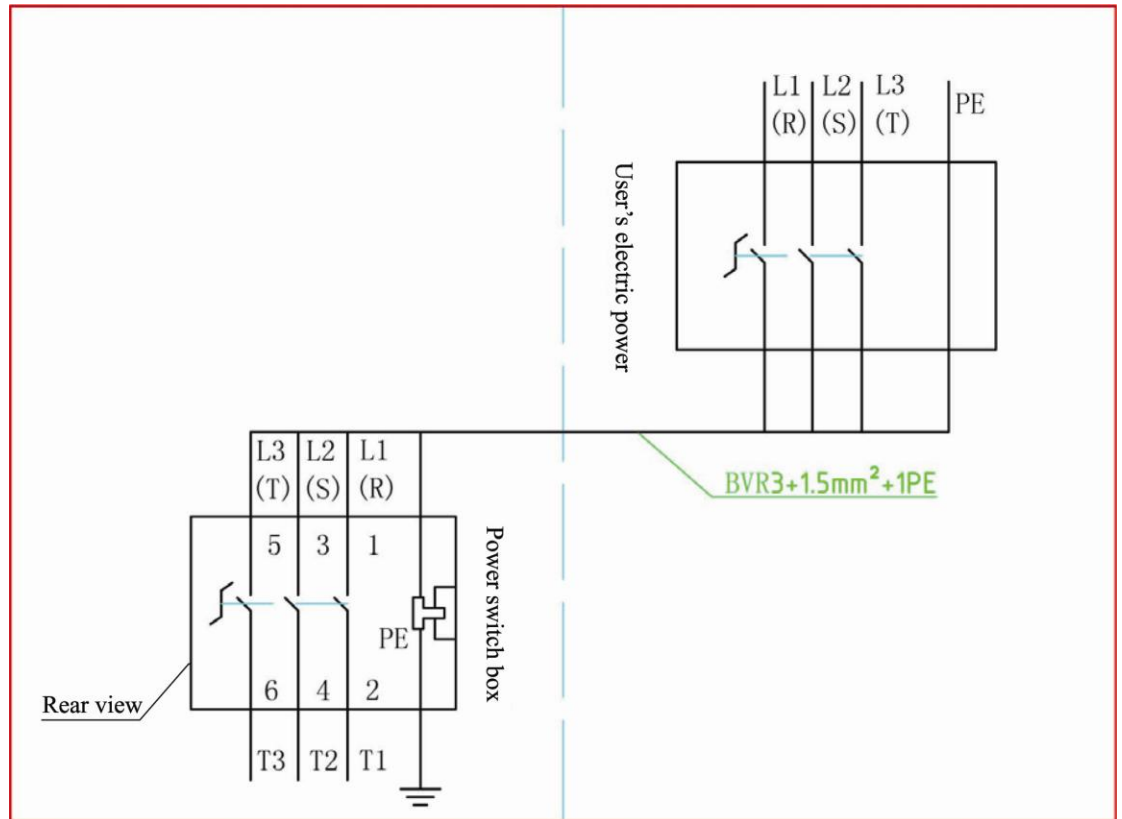 L1 L2 L3
(R) (S) (T)
PE
User's electric power
BVR3+1.5mm²+1PE
L3 L2 L1
(T) (S) (R)
5 3 1
Power switch box
PE
6 4 2
Rear view
T3 T2 T1